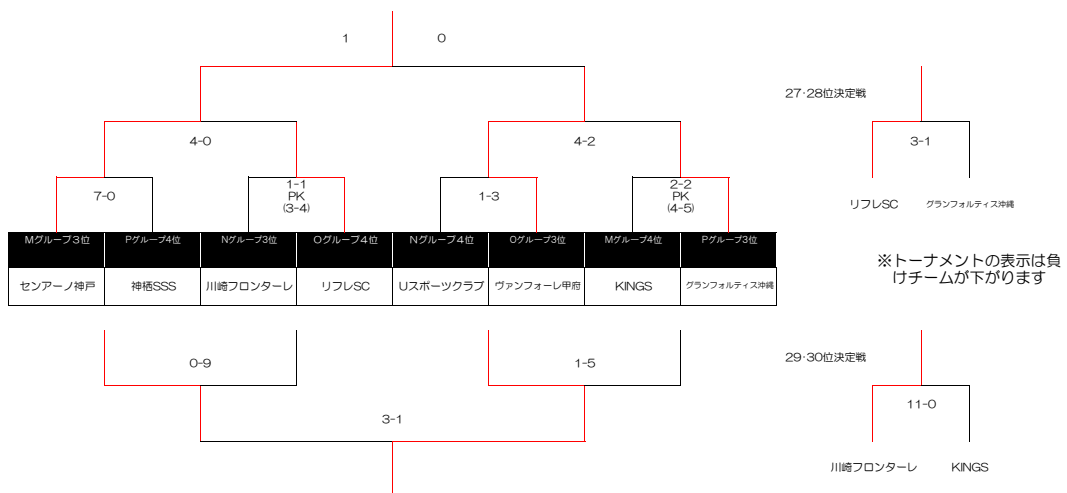 1 0
27・28位決定戦
4-0 4-2 3-1
7-0 1-1 PK (3-4) 1-3 2-2 PK (4-5)
リフレSC グランフォルティス沖縄
Mグループ3位 Pグループ4位 Nグループ3位 Oグループ4位 Nグループ4位 Oグループ3位 Mグループ4位 Pグループ3位
センアーノ神戸 神栖SSS 川崎フロンターレ リフレSC Uスポーツクラブ ヴァンフォーレ甲府 KINGS グランフォルティス沖縄
※トーナメントの表示は負
けチームが下がります
0-9 1-5
29・30位決定戦
3-1
11-0
川崎フロンターレ KINGS